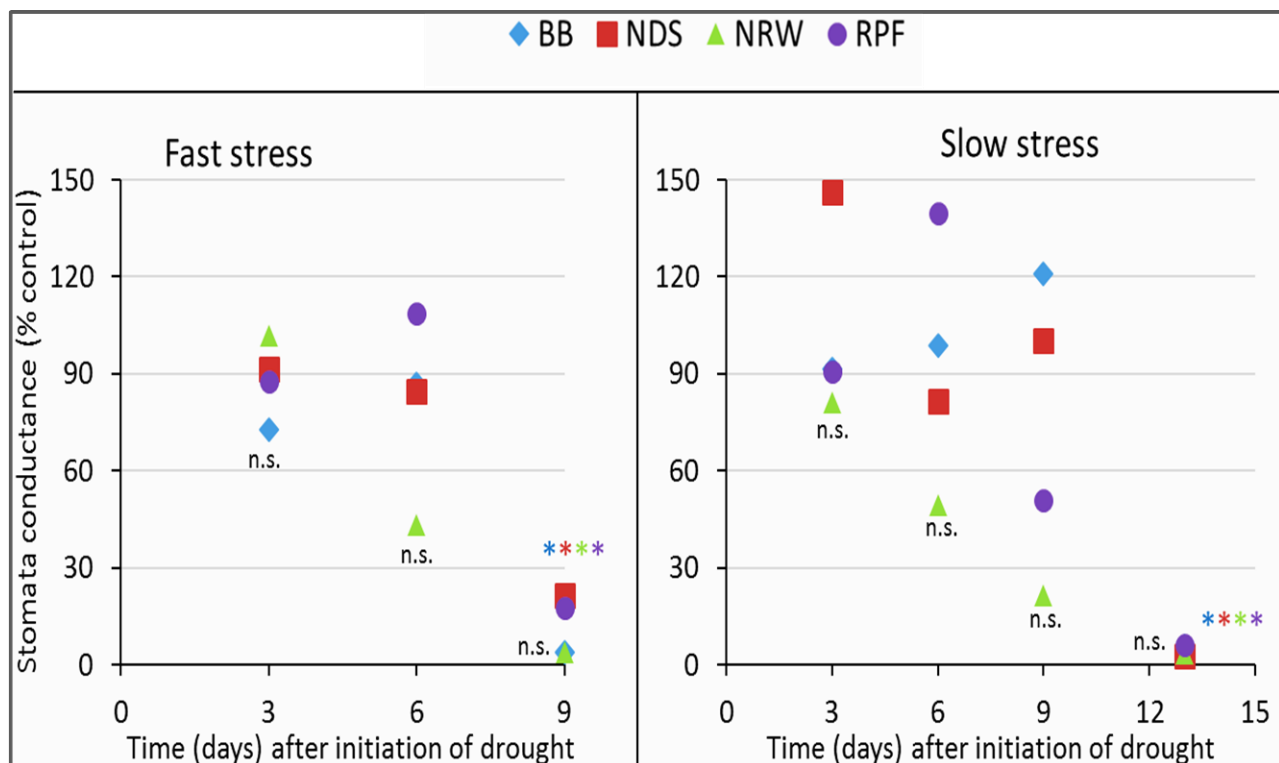 BB NDS NRW RPF
Fast stress
Stomata conductance (% control)
150
120
90
60
30
0
n.s.
n.s.
n.s.
****
0 3 6 9
Time (days) after initiation of drought
Slow stress
150
120
90
60
30
0
n.s.
n.s.
n.s.
n.s.
****
0 3 6 9 12 15
Time (days) after initiation of drought